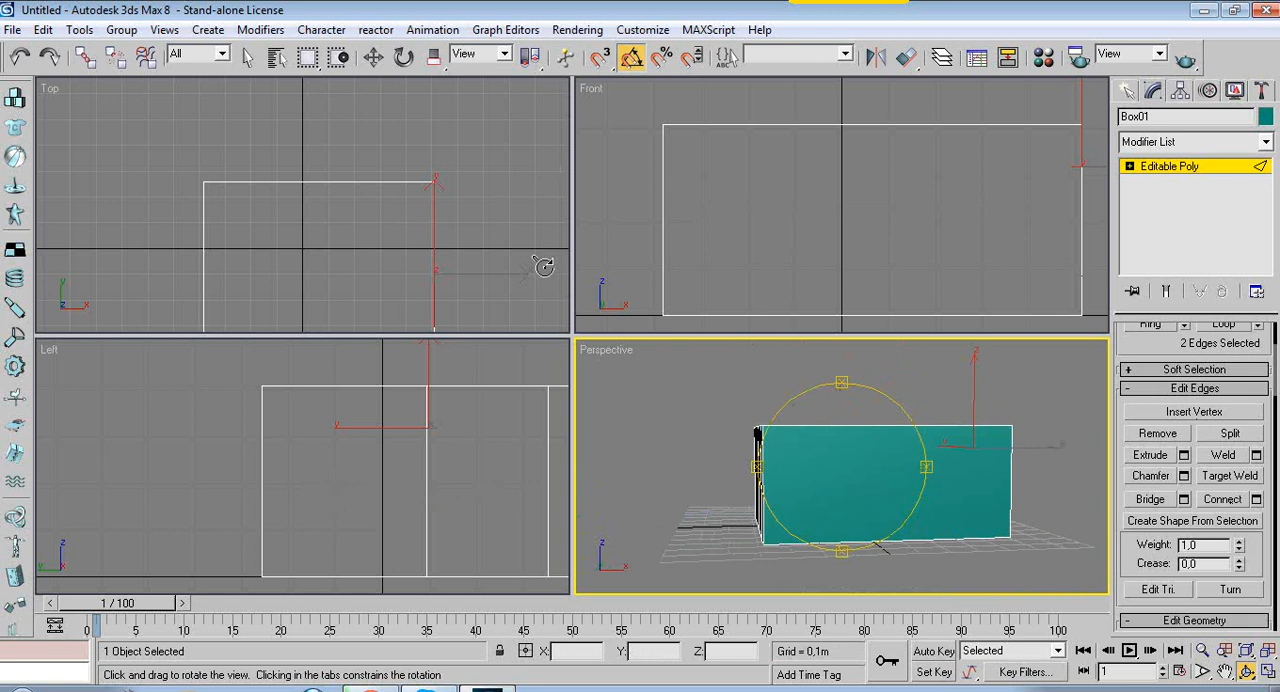 Untitled - Autodesk 3ds Max 8 - Stand-alone License
File Edit Tools Group Views Create Modifiers Character reactor Animation Graph Editors Rendering Customize MAXScript Help
All View View
Top
Front
Left
Perspective
Box01
Modifier List
Editable Poly
Ring Loop
2 Edges Selected
Soft Selection
Edit Edges
Insert Vertex
Remove Split
Extrude Weld
Chamfer Target Weld
Bridge Connect
Create Shape From Selection
Weight: 1,0
Crease: 0,0
Edit Tri. Turn
Edit Geometry
1 / 100
0 5 10 15 20 25 30 35 40 45 50 55 60 65 70 75 80 85 90 95 100
1 Object Selected X: Y: Z: Grid = 0,1m Auto Key Selected
Click and drag to rotate the view. Clicking in the tabs constrains the rotation Add Time Tag Set Key Key Filters... 1